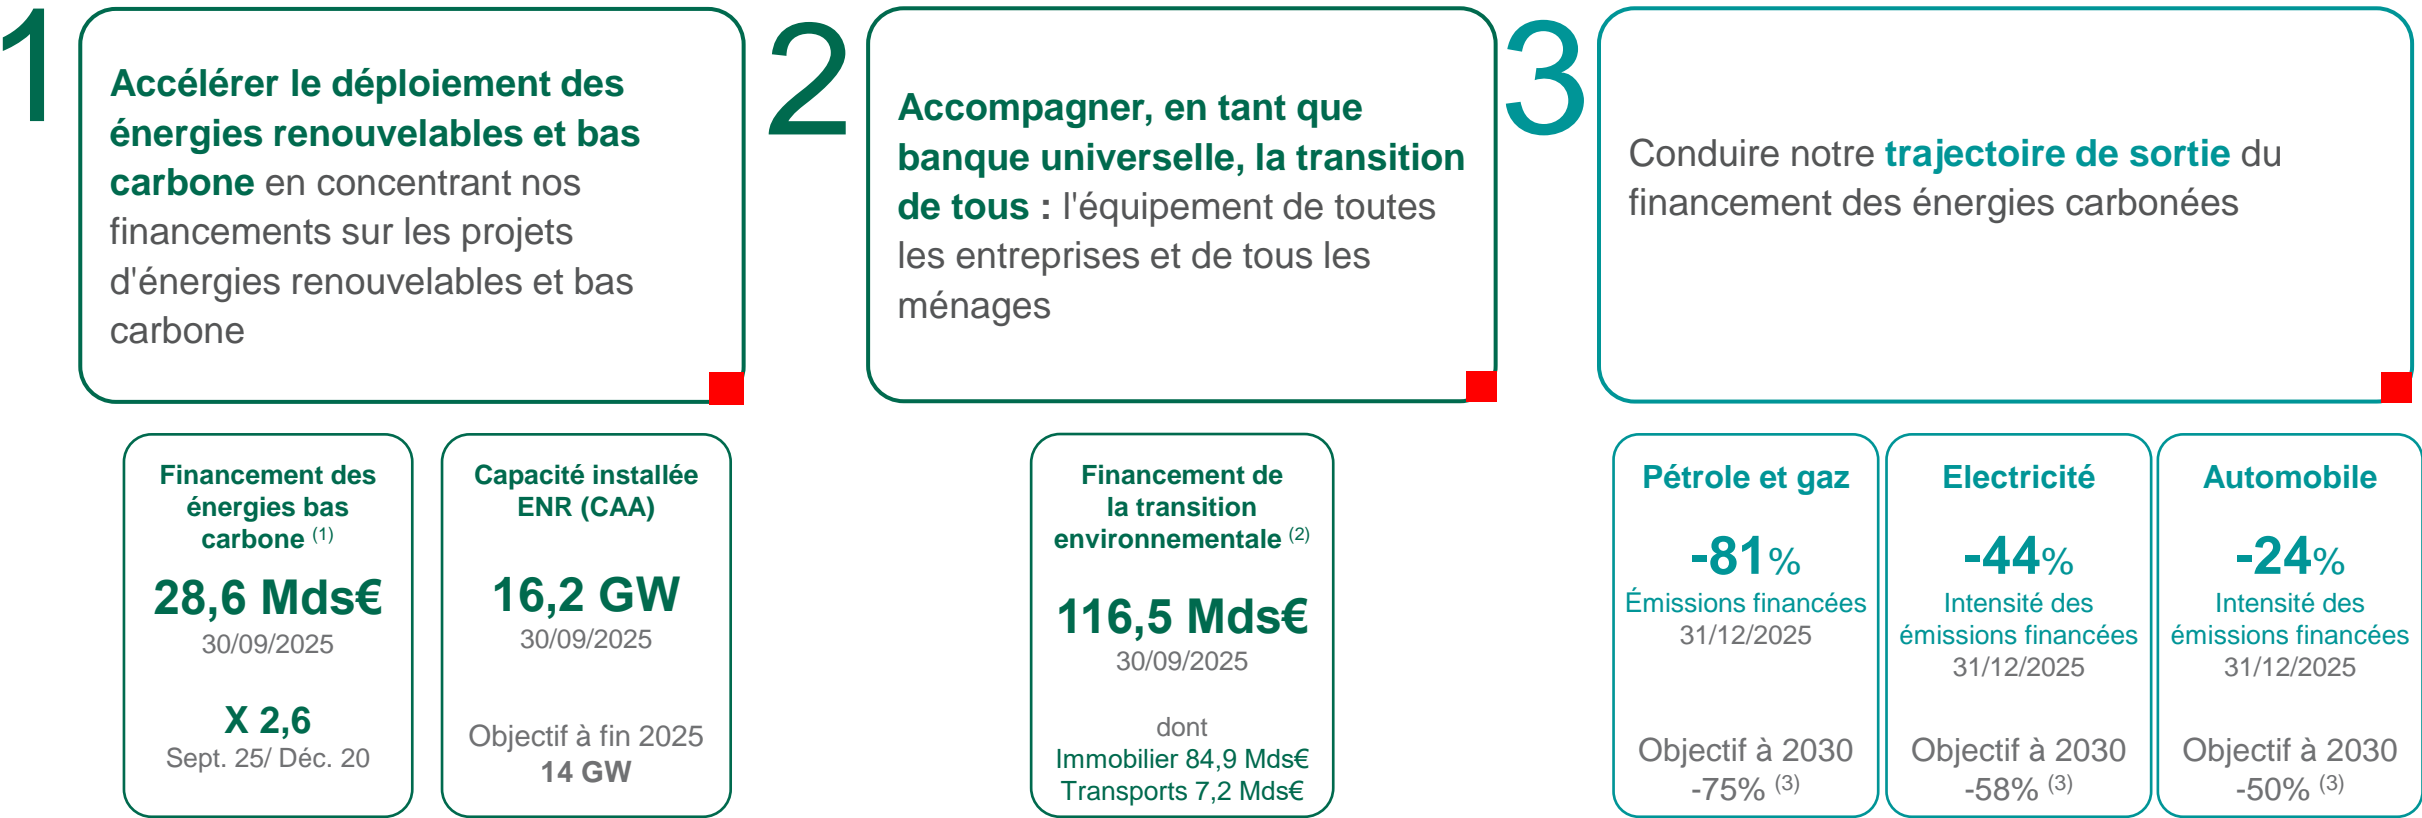 1
Accélérer le déploiement des
énergies renouvelables et bas
carbone en concentrant nos
financements sur les projets
d'énergies renouvelables et bas
carbone
Financement des
énergies bas
carbone (1)
28,6 Mds€
30/09/2025
X 2,6
Sept. 25/ Déc. 20
Capacité installée
ENR (CAA)
16,2 GW
30/09/2025
Objectif à fin 2025
14 GW
2
Accompagner, en tant que
banque universelle, la transition
de tous : l'équipement de toutes
les entreprises et de tous les
ménages
Financement de
la transition
environnementale (2)
116,5 Mds€
30/09/2025
dont
Immobilier 84,9 Mds€
Transports 7,2 Mds€
3
Conduire notre trajectoire de sortie du
financement des énergies carbonées
Pétrole et gaz
-81%
Émissions financées
31/12/2025
Objectif à 2030
-75% (3)
Electricité
-44%
Intensité des
émissions financées
31/12/2025
Objectif à 2030
-58% (3)
Automobile
-24%
Intensité des
émissions financées
31/12/2025
Objectif à 2030
-50% (3)